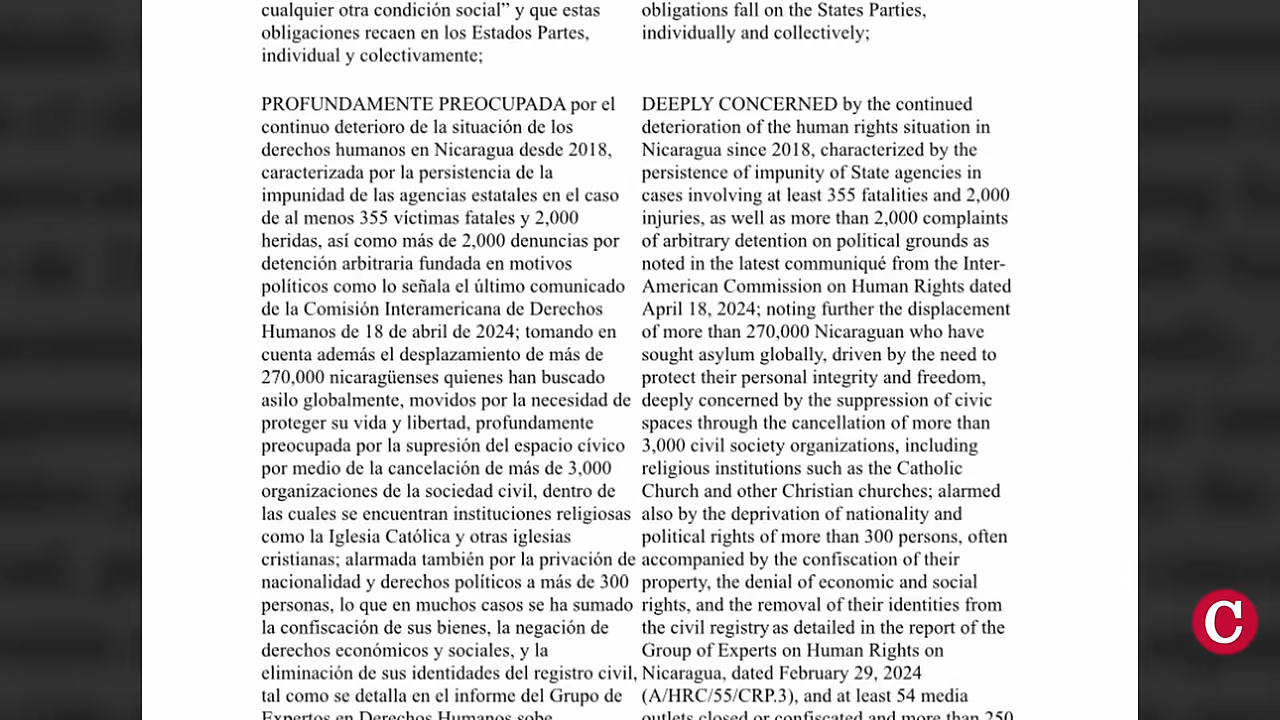 cualquier otra condición social” y que estas
obligaciones recaen en los Estados Partes,
individual y colectivamente;
PROFUNDAMENTE PREOCUPADA por el
continuo deterioro de la situación de los
derechos humanos en Nicaragua desde 2018,
caracterizada por la persistencia de la
impunidad de las agencias estatales en el caso
de al menos 355 víctimas fatales y 2,000
heridas, así como más de 2,000 denuncias por
detención arbitraria fundada en motivos
políticos como lo señala el último comunicado
de la Comisión Interamericana de Derechos
Humanos de 18 de abril de 2024; tomando en
cuenta además el desplazamiento de más de
270,000 nicaragüenses quienes han buscado
asilo globalmente, movidos por la necesidad de
proteger su vida y libertad, profundamente
preocupada por la supresión del espacio cívico
por medio de la cancelación de más de 3,000
organizaciones de la sociedad civil, dentro de
las cuales se encuentran instituciones religiosas
como la Iglesia Católica y otras iglesias
cristianas; alarmada también por la privación de
nacionalidad y derechos políticos a más de 300
personas, lo que en muchos casos se ha sumado
la confiscación de sus bienes, la negación de
derechos económicos y sociales, y la
eliminación de sus identidades del registro civil,
tal como se detalla en el informe del Grupo de
Expertos en Derechos Humanos sobe
obligations fall on the States Parties,
individually and collectively;
DEEPLY CONCERNED by the continued
deterioration of the human rights situation in
Nicaragua since 2018, characterized by the
persistence of impunity of State agencies in
cases involving at least 355 fatalities and 2,000
injuries, as well as more than 2,000 complaints
of arbitrary detention on political grounds as
noted in the latest communiqué from the Inter-
American Commission on Human Rights dated
April 18, 2024; noting further the displacement
of more than 270,000 Nicaraguan who have
sought asylum globally, driven by the need to
protect their personal integrity and freedom,
deeply concerned by the suppression of civic
spaces through the cancellation of more than
3,000 civil society organizations, including
religious institutions such as the Catholic
Church and other Christian churches; alarmed
also by the deprivation of nationality and
political rights of more than 300 persons, often
accompanied by the confiscation of their
property, the denial of economic and social
rights, and the removal of their identities from
the civil registry as detailed in the report of the
Group of Experts on Human Rights on
Nicaragua, dated February 29, 2024
(A/HRC/55/CRP.3), and at least 54 media
outlets closed or confiscated and more than 250
C